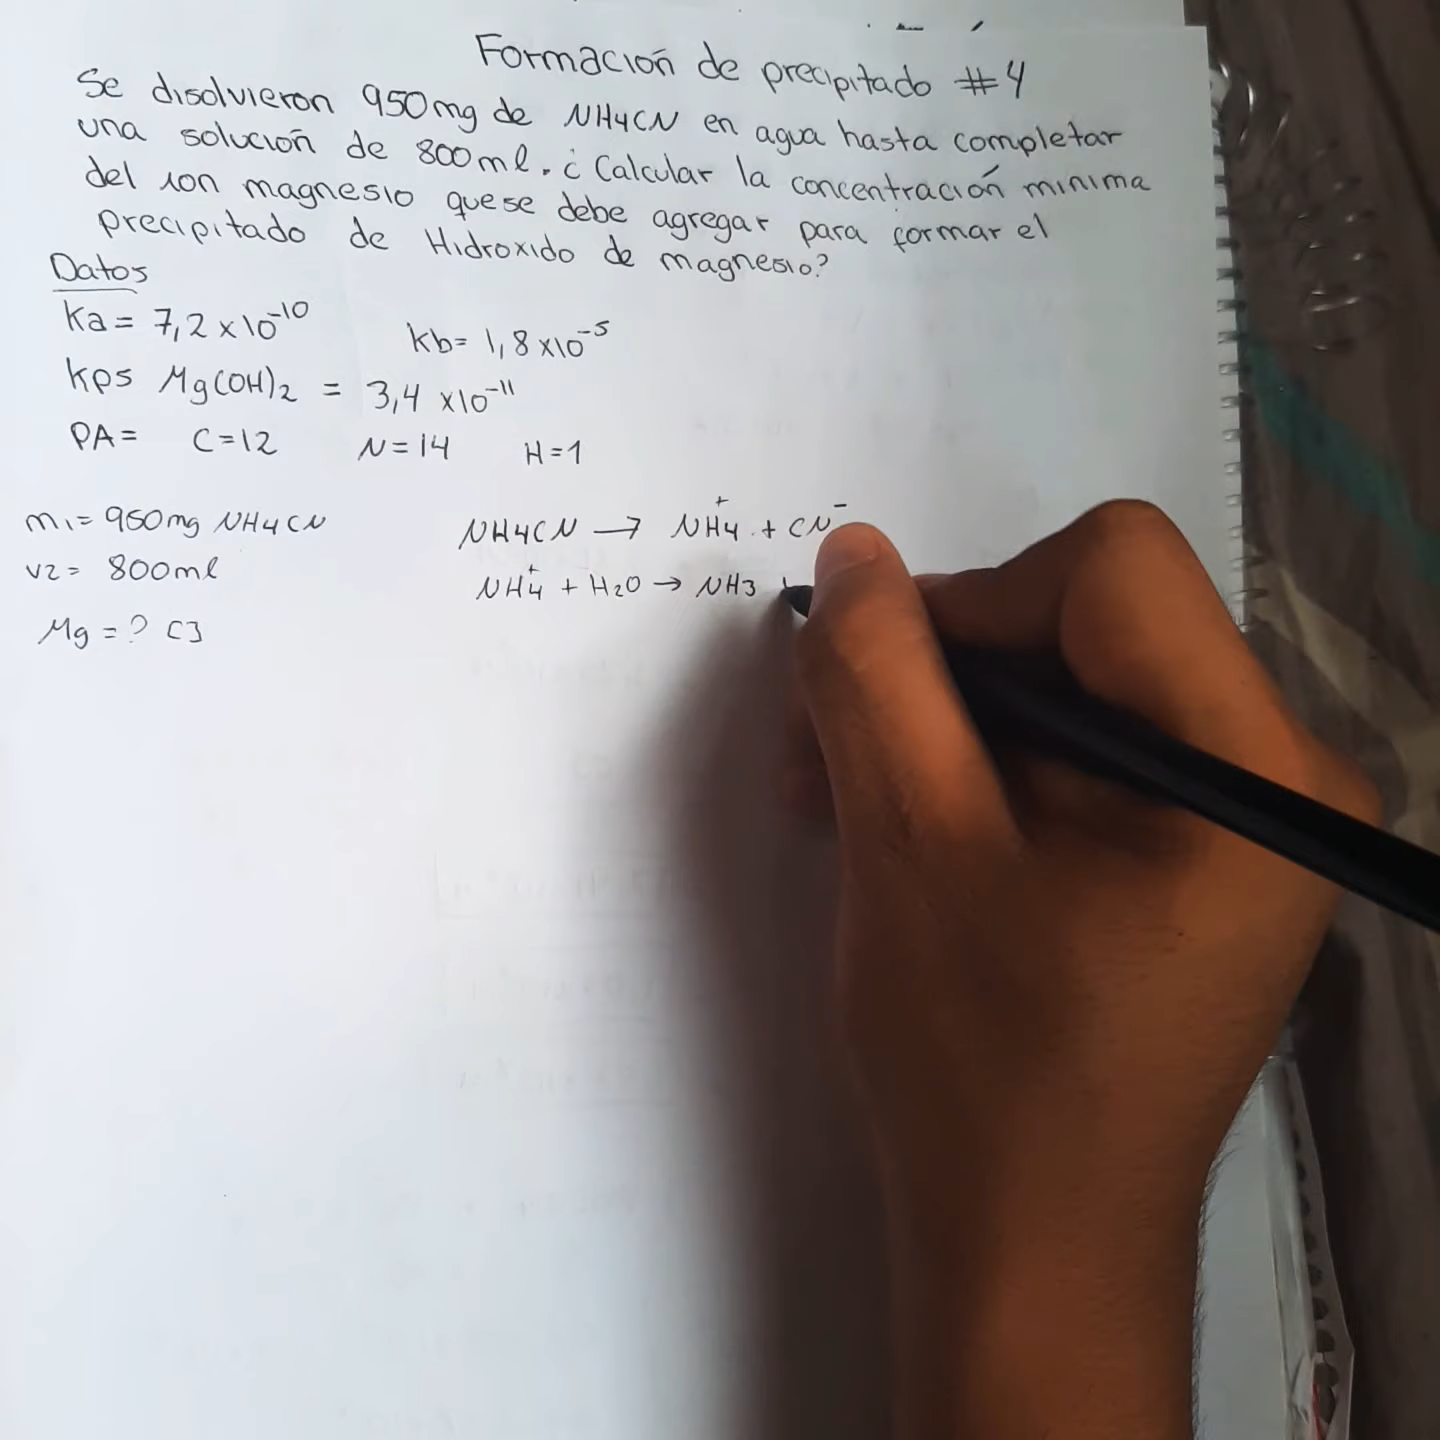 Formación de precipitado #4
Se disolvieron 950mg de NH4CN en agua hasta completar
una solución de 800ml. ¿ Calcular la concentración minima
del ion magnesio que se debe agregar para formar el
precipitado de Hidroxido de magnesio?
Datos
Ka = 7,2 x10⁻¹⁰ Kb= 1,8 x10⁻⁵
Kps Mg(OH)2 = 3,4 x10⁻¹¹
PA= C=12 N=14 H=1
m1= 950mg NH4CN NH4CN → NH4⁺ + CN⁻
V2= 800ml NH4⁺ + H2O → NH3 +
Mg =? []